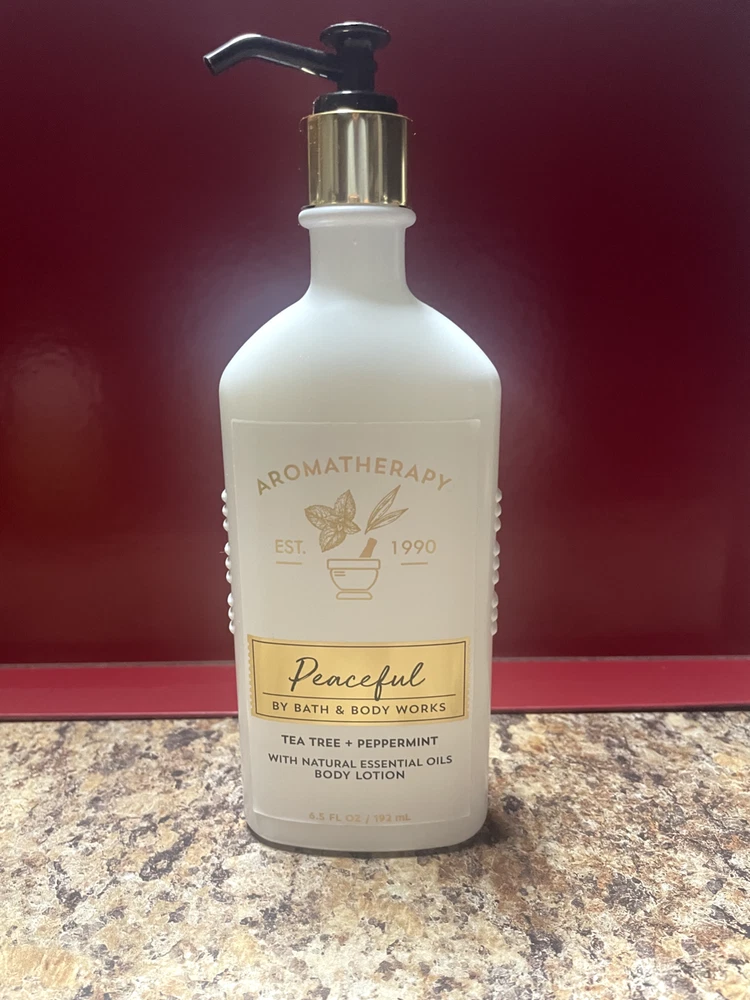 AROMATHERAPY
EST. 1990
Peaceful
BY BATH & BODY WORKS
TEA TREE + PEPPERMINT
WITH NATURAL ESSENTIAL OILS
BODY LOTION
6.5 FL OZ / 192 mL